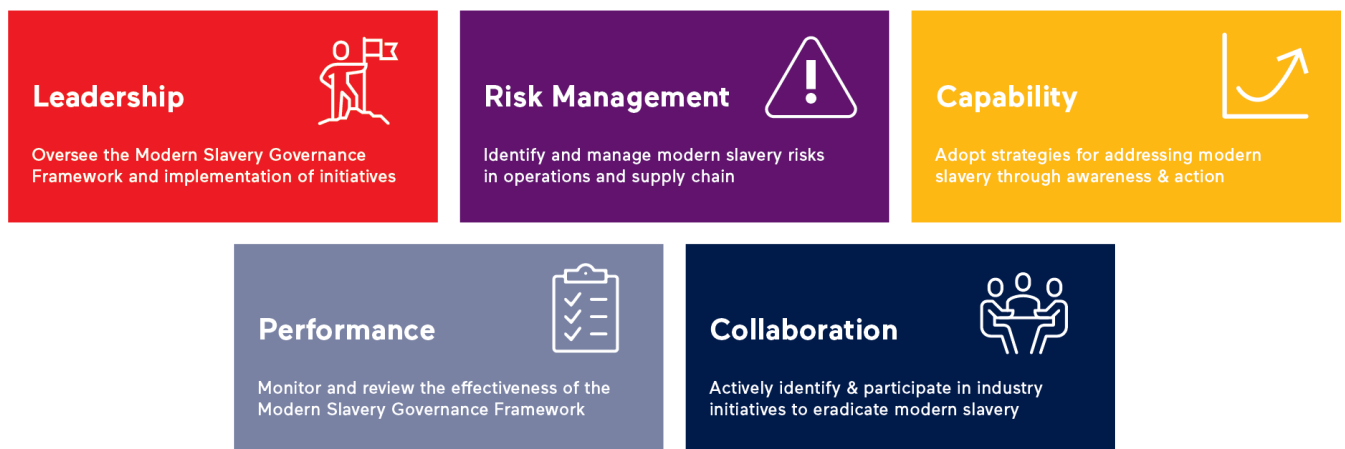 Leadership
Oversee the Modern Slavery Governance
Framework and implementation of initiatives
Risk Management
Identify and manage modern slavery risks
in operations and supply chain
Capability
Adopt strategies for addressing modern
slavery through awareness & action
Performance
Monitor and review the effectiveness of the
Modern Slavery Governance Framework
Collaboration
Actively identify & participate in industry
initiatives to eradicate modern slavery